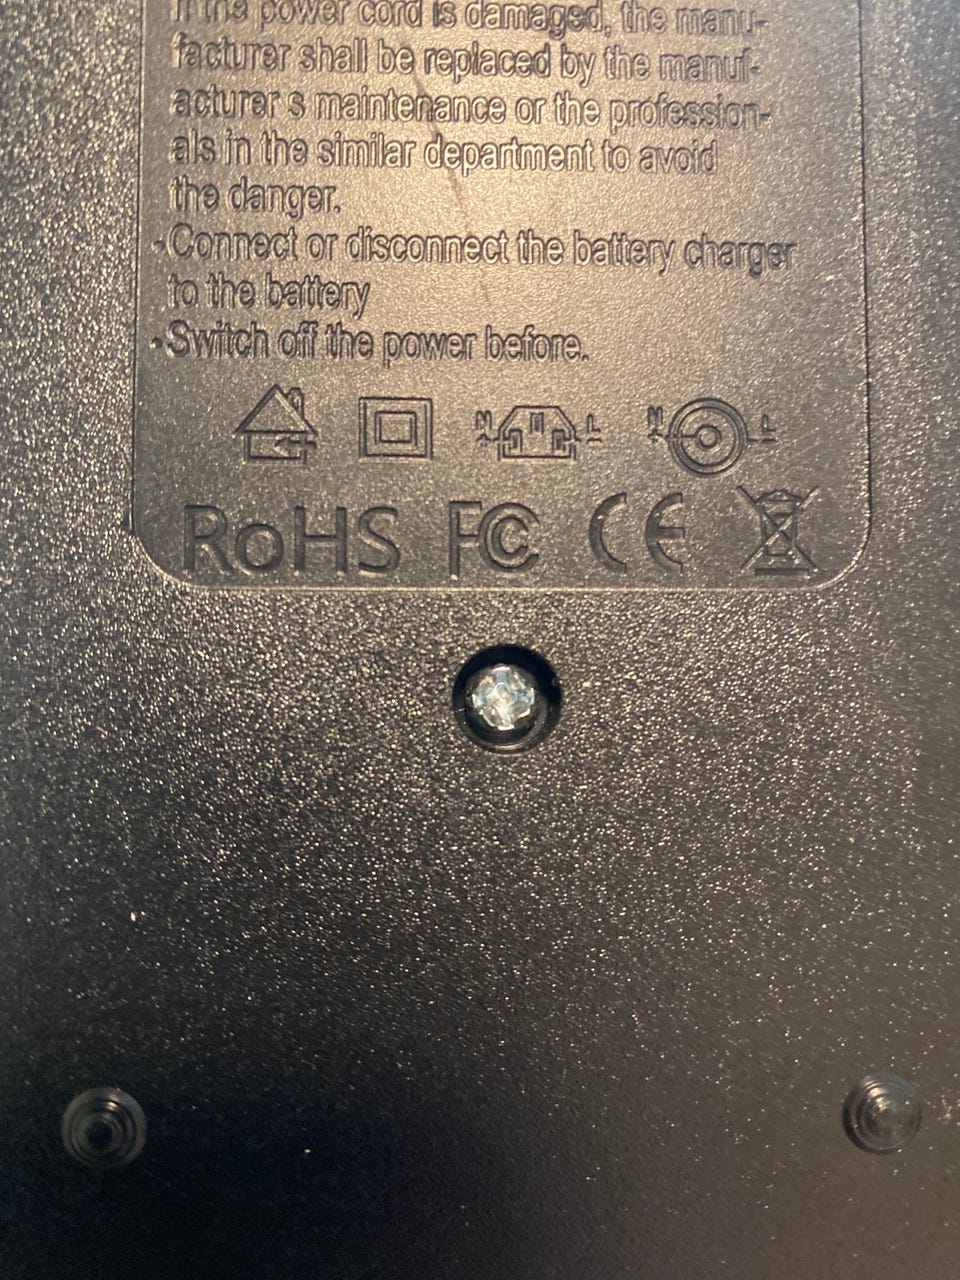 If the power cord is damaged, the manu-
facturer shall be replaced by the manuf-
acturer s maintenance or the profession-
als in the similar department to avoid
the danger.
·Connect or disconnect the battery charger
to the battery
·Switch off the power before.
N L N L
RoHS FC CE